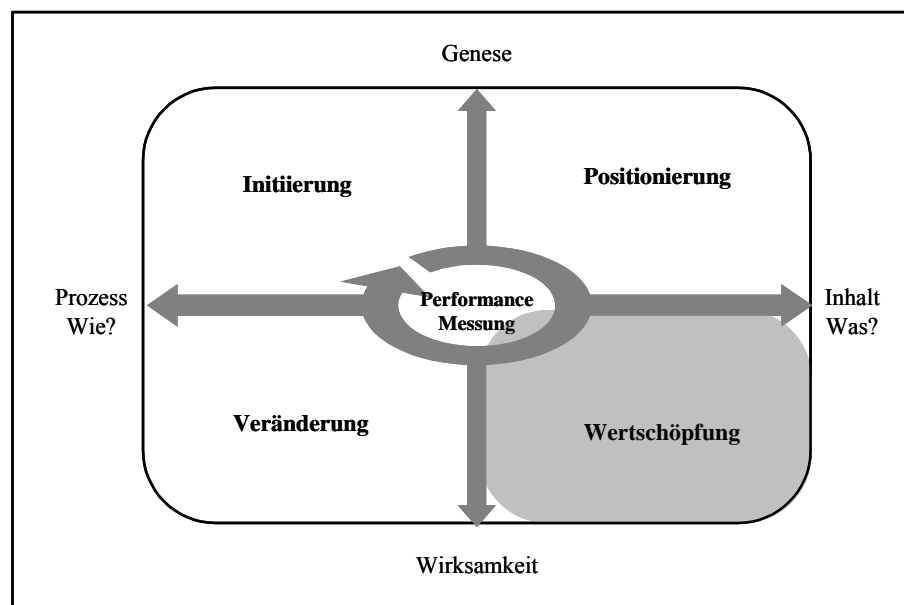 Genese
Initiierung
Positionierung
Prozess
Wie?
Performance
Messung
Inhalt
Was?
Veränderung
Wertschöpfung
Wirksamkeit